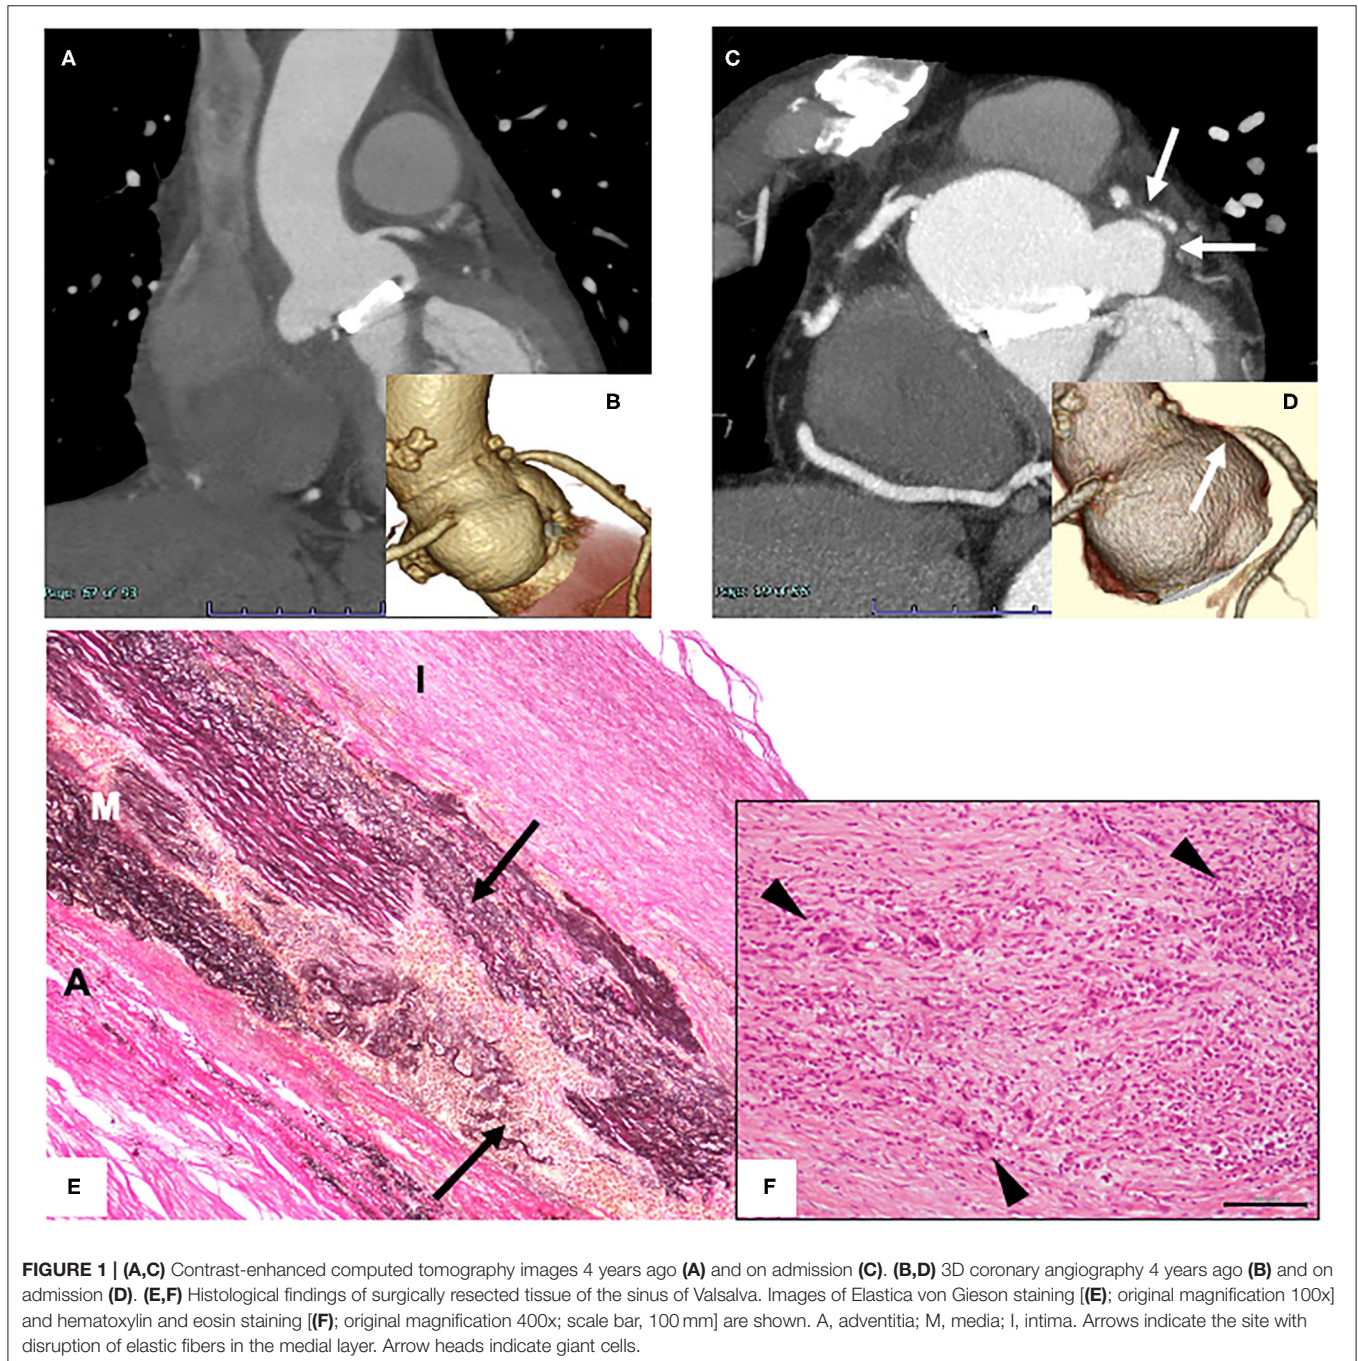 A
C
B
D
I
M
A
E
F
FIGURE 1 | (A,C) Contrast-enhanced computed tomography images 4 years ago (A) and on admission (C). (B,D) 3D coronary angiography 4 years ago (B) and on
admission (D). (E,F) Histological findings of surgically resected tissue of the sinus of Valsalva. Images of Elastica von Gieson staining [(E); original magnification 100x]
and hematoxylin and eosin staining [(F); original magnification 400x; scale bar, 100 mm] are shown. A, adventitia; M, media; I, intima. Arrows indicate the site with
disruption of elastic fibers in the medial layer. Arrow heads indicate giant cells.